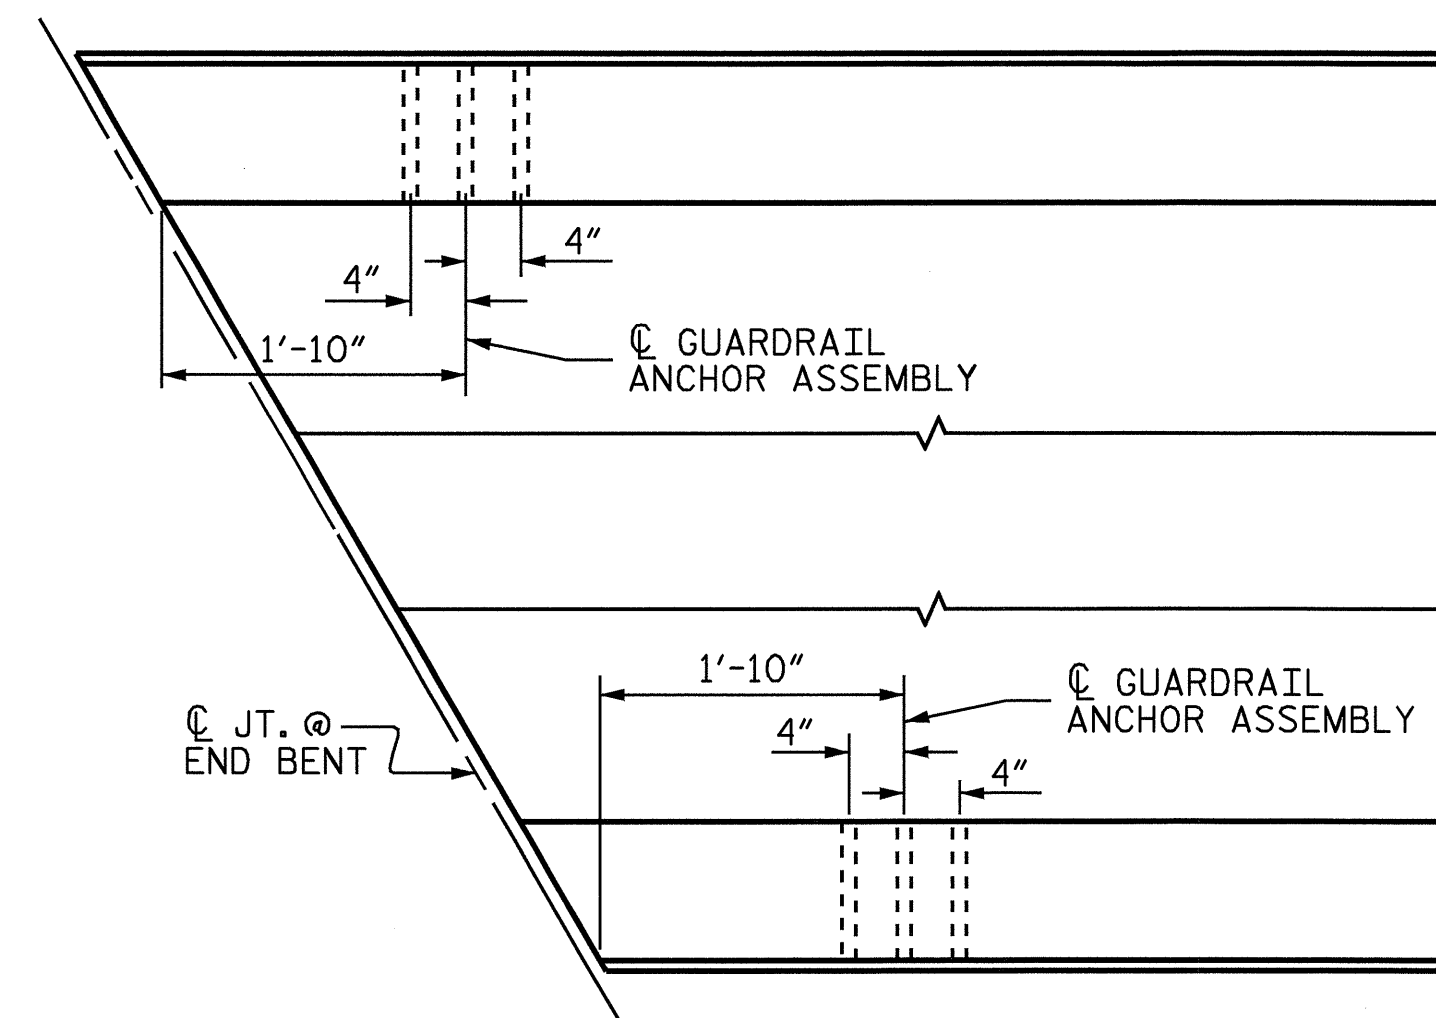 4"
4"
1'-10"
℄ GUARDRAIL
ANCHOR ASSEMBLY
1'-10"
℄ GUARDRAIL
ANCHOR ASSEMBLY
4"
4"
℄ JT. @
END BENT